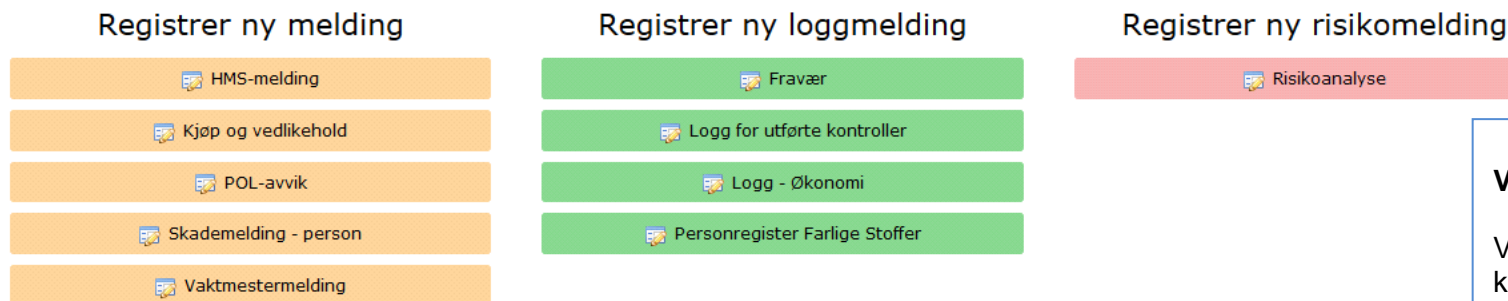 Registrer ny melding
HMS-melding
Kjøp og vedlikehold
POL-avvik
Skademelding - person
Vaktmestermelding
Registrer ny loggmelding
Fravær
Logg for utførte kontroller
Logg - Økonomi
Personregister Farlige Stoffer
Registrer ny risikomelding
Risikoanalyse